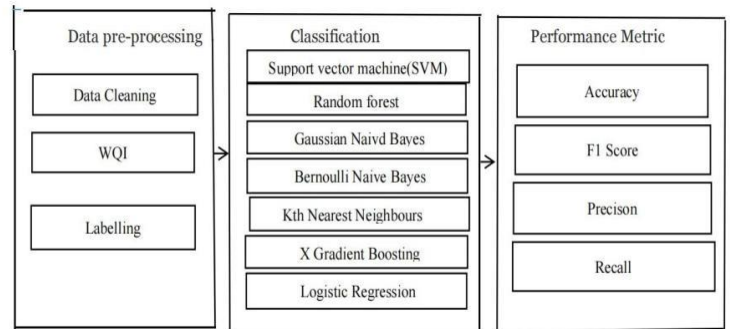 Data pre-processing
Data Cleaning
WQI
Labelling
Classification
Support vector machine(SVM)
Random forest
Gaussian Naivd Bayes
Bernoulli Naive Bayes
Kth Nearest Neighbours
X Gradient Boosting
Logistic Regression
Performance Metric
Accuracy
F1 Score
Precison
Recall